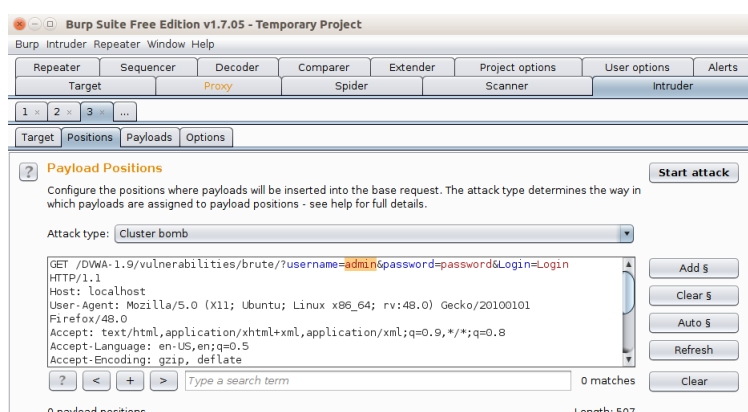 Burp Suite Free Edition v1.7.05 - Temporary Project
Burp Intruder Repeater Window Help
Repeater Sequencer Decoder Comparer Extender Project options User options Alerts
Target Proxy Spider Scanner Intruder
1 × 2 × 3 × ...
Target Positions Payloads Options
? Payload Positions
Start attack
Configure the positions where payloads will be inserted into the base request. The attack type determines the way in
which payloads are assigned to payload positions - see help for full details.
Attack type: Cluster bomb
GET /DVWA-1.9/vulnerabilities/brute/?username=admin&password=password&Login=Login
HTTP/1.1
Host: localhost
User-Agent: Mozilla/5.0 (X11; Ubuntu; Linux x86_64; rv:48.0) Gecko/20100101
Firefox/48.0
Accept: text/html,application/xhtml+xml,application/xml;q=0.9,*/*;q=0.8
Accept-Language: en-US,en;q=0.5
Accept-Encoding: gzip, deflate
Add §
Clear §
Auto §
Refresh
? < + > Type a search term 0 matches Clear
0 payload positions Length: 507